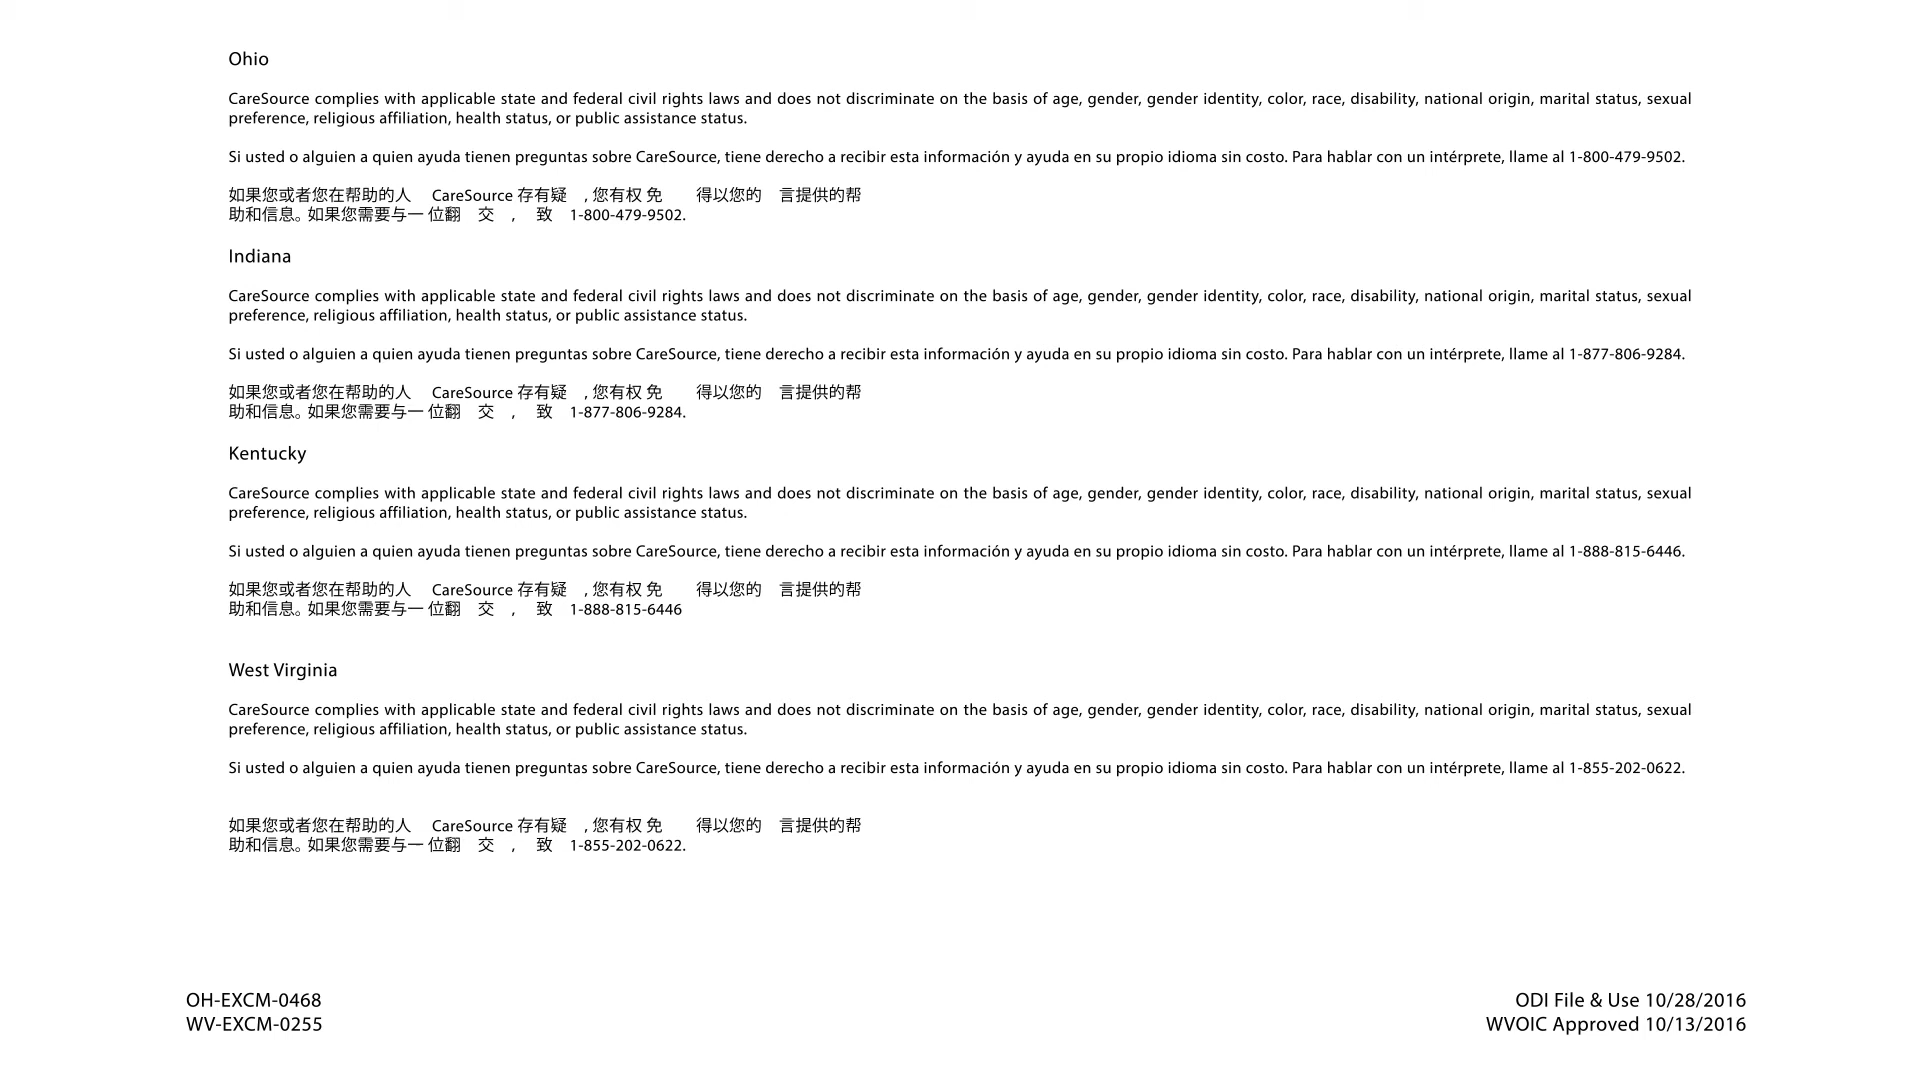 Ohio
CareSource complies with applicable state and federal civil rights laws and does not discriminate on the basis of age, gender, gender identity, color, race, disability, national origin, marital status, sexual
preference, religious affiliation, health status, or public assistance status.
Si usted o alguien a quien ayuda tienen preguntas sobre CareSource, tiene derecho a recibir esta información y ayuda en su propio idioma sin costo. Para hablar con un intérprete, llame al 1-800-479-9502.
如果您或者您在帮助的人 CareSource 存有疑 , 您有权 免 得以您的 言提供的帮
助和信息。如果您需要与一 位翻 交 , 致 1-800-479-9502.
Indiana
CareSource complies with applicable state and federal civil rights laws and does not discriminate on the basis of age, gender, gender identity, color, race, disability, national origin, marital status, sexual
preference, religious affiliation, health status, or public assistance status.
Si usted o alguien a quien ayuda tienen preguntas sobre CareSource, tiene derecho a recibir esta información y ayuda en su propio idioma sin costo. Para hablar con un intérprete, llame al 1-877-806-9284.
如果您或者您在帮助的人 CareSource 存有疑 , 您有权 免 得以您的 言提供的帮
助和信息。如果您需要与一 位翻 交 , 致 1-877-806-9284.
Kentucky
CareSource complies with applicable state and federal civil rights laws and does not discriminate on the basis of age, gender, gender identity, color, race, disability, national origin, marital status, sexual
preference, religious affiliation, health status, or public assistance status.
Si usted o alguien a quien ayuda tienen preguntas sobre CareSource, tiene derecho a recibir esta información y ayuda en su propio idioma sin costo. Para hablar con un intérprete, llame al 1-888-815-6446.
如果您或者您在帮助的人 CareSource 存有疑 , 您有权 免 得以您的 言提供的帮
助和信息。如果您需要与一 位翻 交 , 致 1-888-815-6446
West Virginia
CareSource complies with applicable state and federal civil rights laws and does not discriminate on the basis of age, gender, gender identity, color, race, disability, national origin, marital status, sexual
preference, religious affiliation, health status, or public assistance status.
Si usted o alguien a quien ayuda tienen preguntas sobre CareSource, tiene derecho a recibir esta información y ayuda en su propio idioma sin costo. Para hablar con un intérprete, llame al 1-855-202-0622.
如果您或者您在帮助的人 CareSource 存有疑 , 您有权 免 得以您的 言提供的帮
助和信息。如果您需要与一 位翻 交 , 致 1-855-202-0622.
OH-EXCM-0468
WV-EXCM-0255
ODI File & Use 10/28/2016
WVOIC Approved 10/13/2016